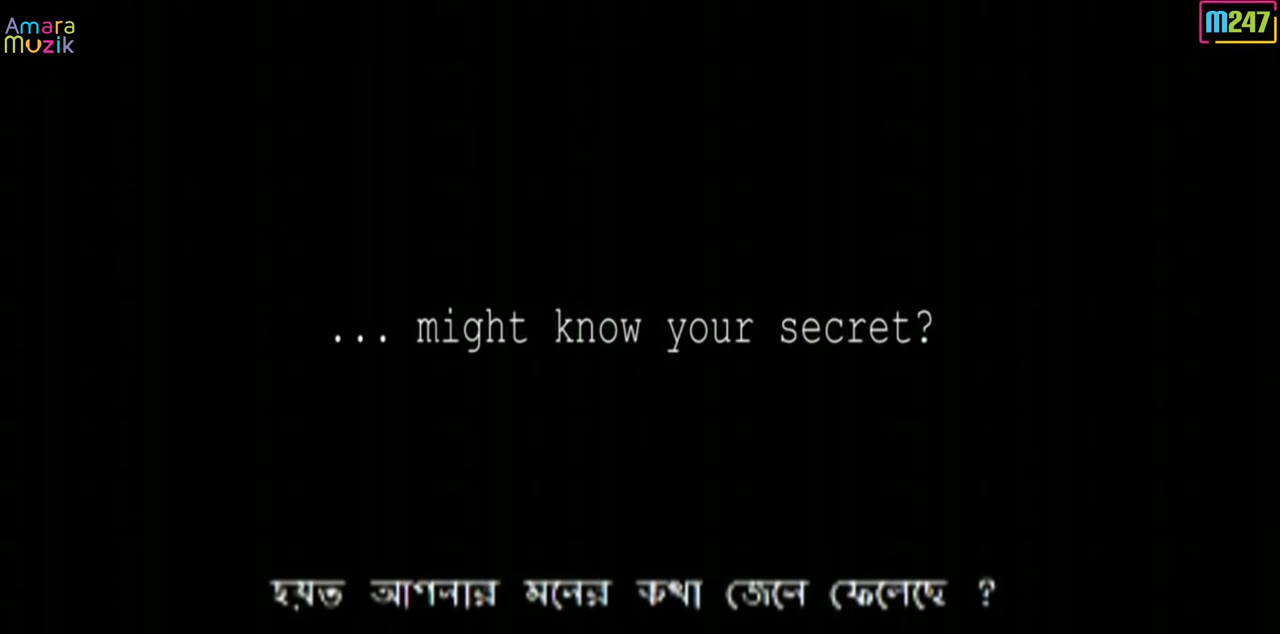 Amara
Muzik
M247
... might know your secret?
হয়ত আপনার মনের কথা জেনে ফেলেছে ?